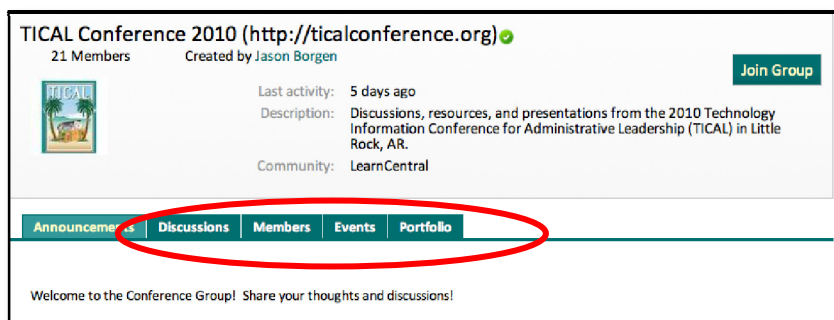 TICAL Conference 2010 (http://ticalconference.org)
21 Members Created by Jason Borgen
Join Group
TICAL
Last activity: 5 days ago
Description: Discussions, resources, and presentations from the 2010 Technology
Information Conference for Administrative Leadership (TICAL) in Little
Rock, AR.
Community: LearnCentral
Announcements Discussions Members Events Portfolio
Welcome to the Conference Group! Share your thoughts and discussions!